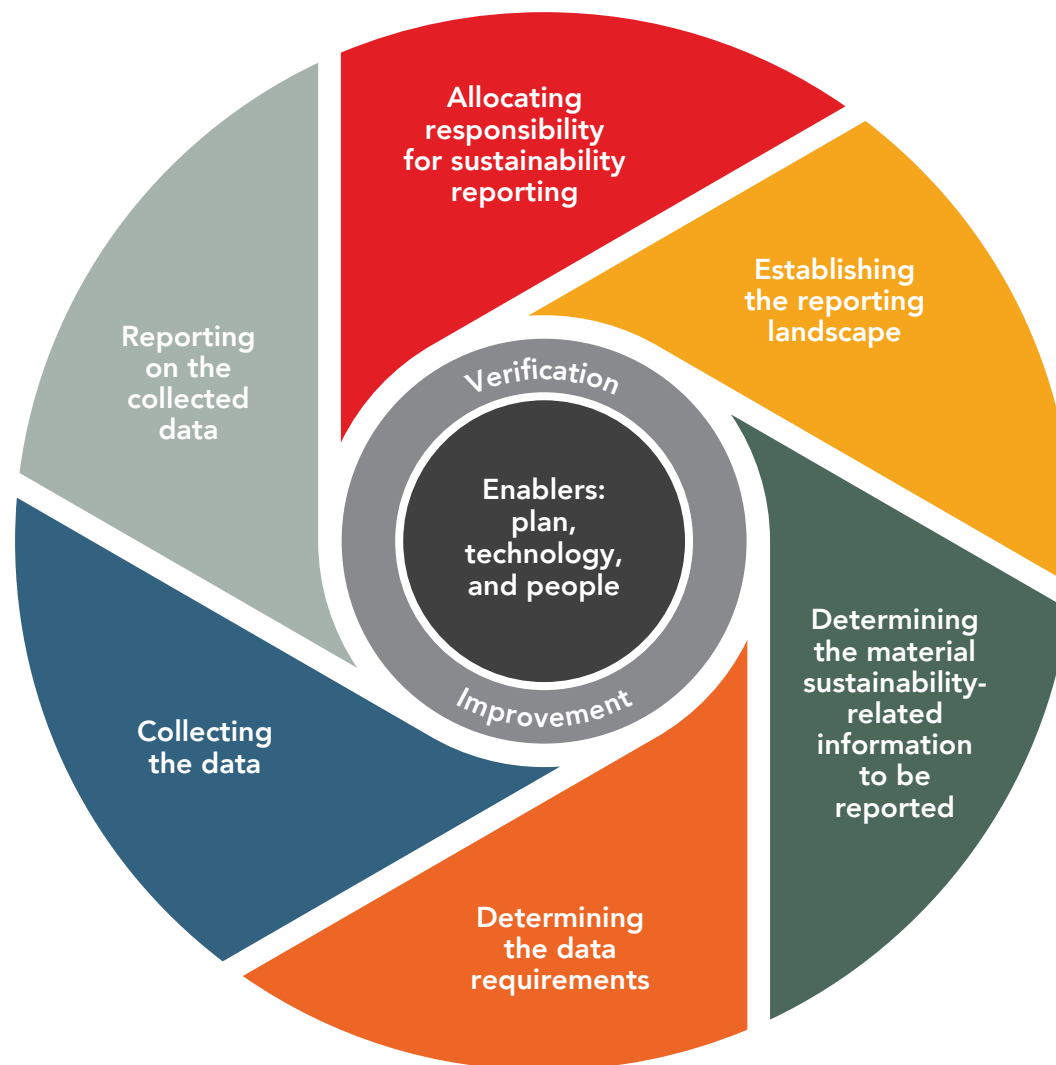 Allocating
responsibility
for sustainability
reporting
Establishing
the reporting
landscape
Determining
the material
sustainability-
related
information
to be
reported
Determining
the data
requirements
Collecting
the data
Reporting
on the
collected
data
Verification
Enablers:
plan,
technology,
and people
Improvement